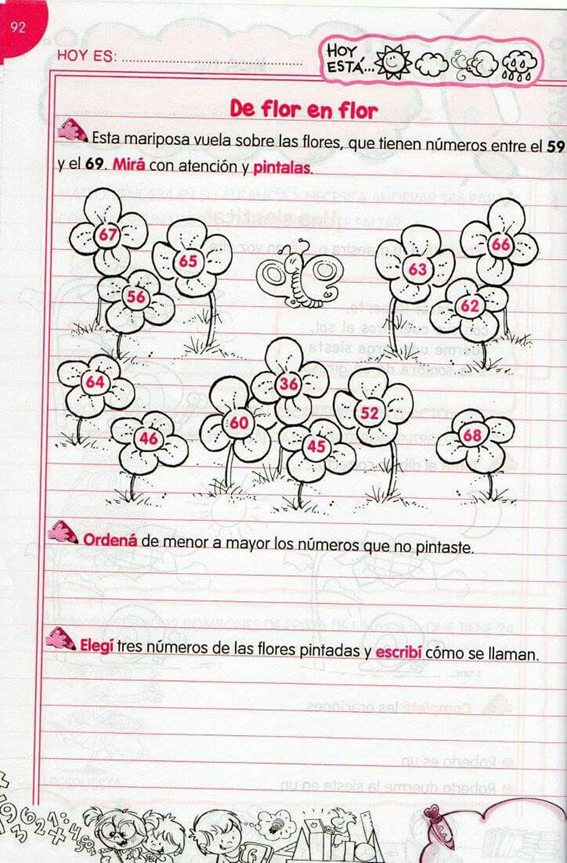 92
HOY ES:
HOY
ESTÁ...
De flor en flor
Esta mariposa vuela sobre las flores, que tienen números entre el 59
y el 69. Mirá con atención y pintalas.
67
65
56
63
66
62
64
46
60
36
45
52
68
Ordená de menor a mayor los números que no pintaste.
Elegí tres números de las flores pintadas y escribí cómo se llaman.